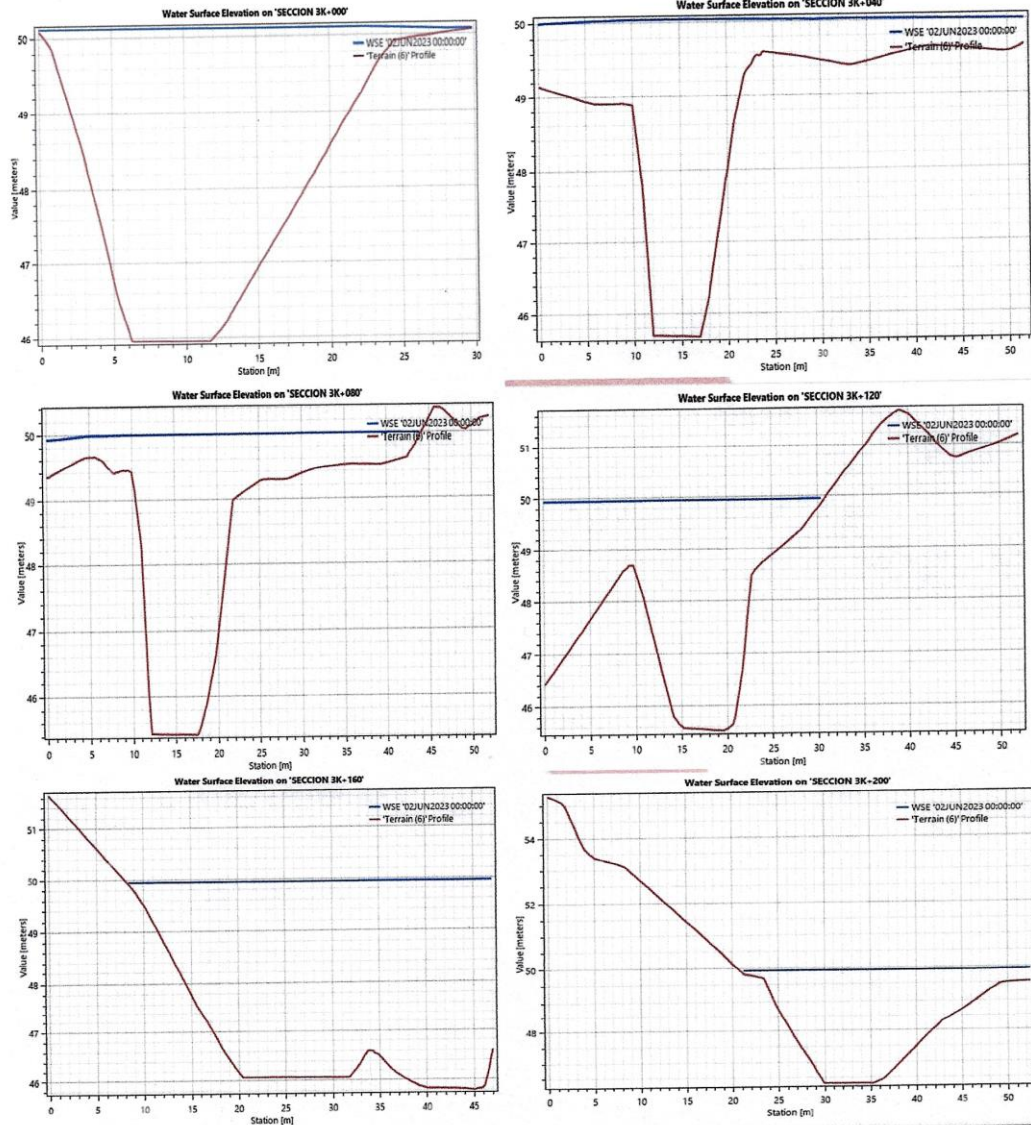 Water Surface Elevation on 'SECCION 3K+000'
WSE '02JUN2023 00:00:00'
'Terrain (6)' Profile
Value [meters]
50
49
48
47
46
0 5 10 15 20 25 30
Station [m]
Water Surface Elevation on 'SECCION 3K+040'
WSE '02JUN2023 00:00:00'
'Terrain (6)' Profile
Value [meters]
50
49
48
47
46
0 5 10 15 20 25 30 35 40 45 50
Station [m]
Water Surface Elevation on 'SECCION 3K+080'
WSE '02JUN2023 00:00:00'
'Terrain (6)' Profile
Value [meters]
50
49
48
47
46
0 5 10 15 20 25 30 35 40 45 50
Station [m]
Water Surface Elevation on 'SECCION 3K+120'
WSE '02JUN2023 00:00:00'
'Terrain (6)' Profile
Value [meters]
51
50
49
48
47
46
0 5 10 15 20 25 30 35 40 45 50
Station [m]
Water Surface Elevation on 'SECCION 3K+160'
WSE '02JUN2023 00:00:00'
'Terrain (6)' Profile
Value [meters]
51
50
49
48
47
46
0 5 10 15 20 25 30 35 40 45
Station [m]
Water Surface Elevation on 'SECCION 3K+200'
WSE '02JUN2023 00:00:00'
'Terrain (6)' Profile
Value [meters]
54
52
50
48
0 5 10 15 20 25 30 35 40 45 50
Station [m]